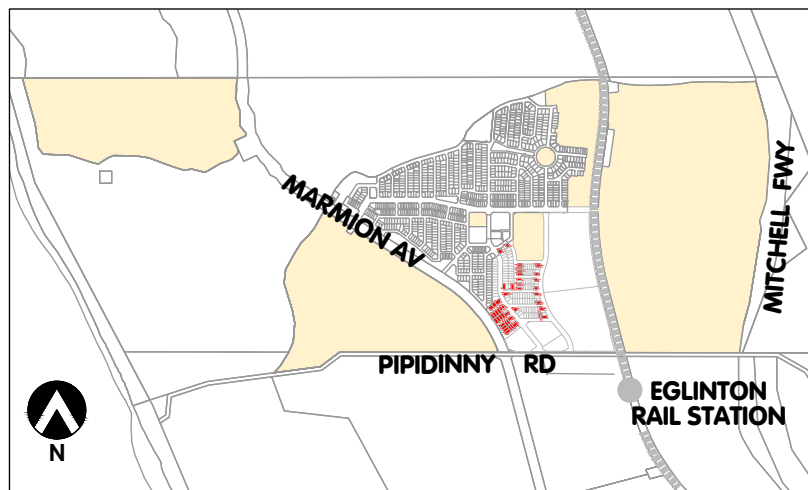 MARMION AV
MITCHELL FWY
PIPIDINNY RD
EGLINTON
RAIL STATION
N